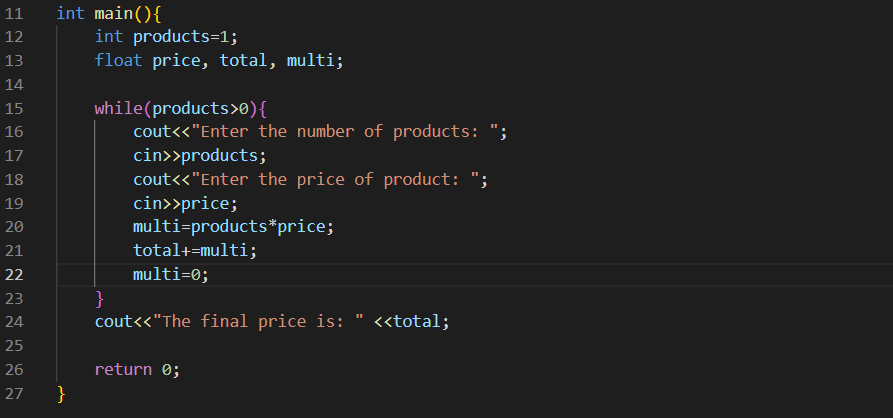 11 int main(){
12 int products=1;
13 float price, total, multi;
14
15 while(products>0){
16 cout<<"Enter the number of products: ";
17 cin>>products;
18 cout<<"Enter the price of product: ";
19 cin>>price;
20 multi=products*price;
21 total+=multi;
22 multi=0;
23 }
24 cout<<"The final price is: " <<total;
25
26 return 0;
27 }